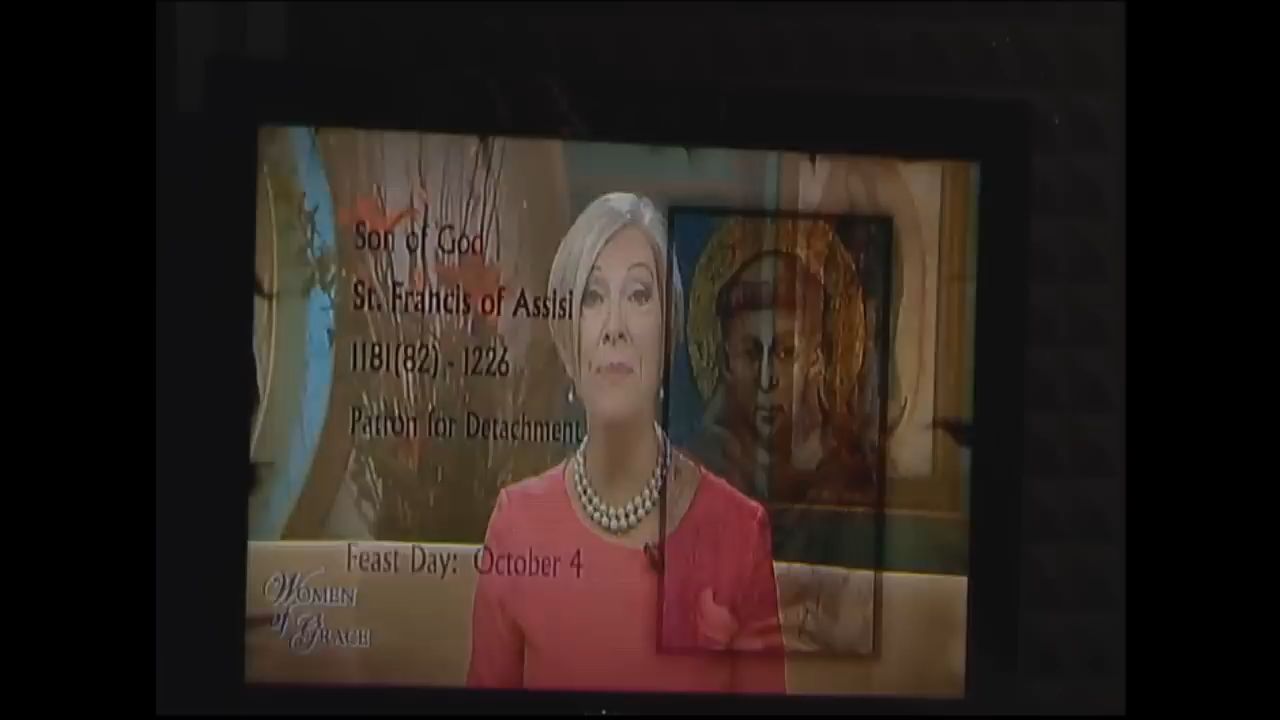 Son of God
St. Francis of Assisi
1181(82) - 1226
Patron for Detachment
Feast Day: October 4
WOMEN
of GRACE